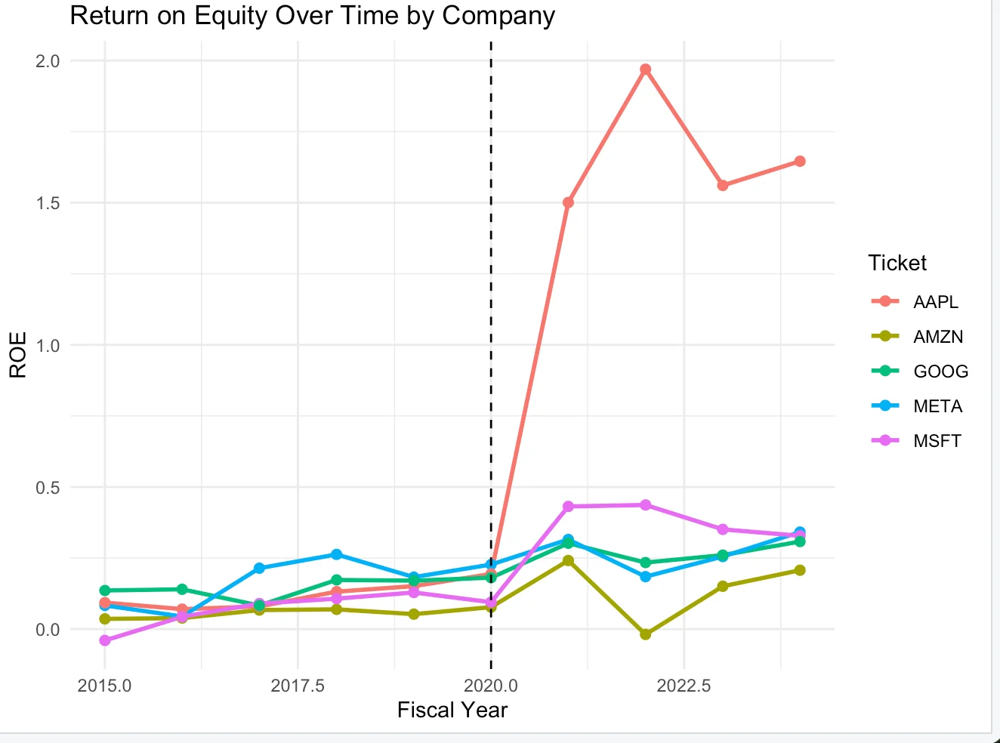 Return on Equity Over Time by Company
2.0
1.5
1.0
0.5
0.0
ROE
2015.0 2017.5 2020.0 2022.5
Fiscal Year
Ticket
AAPL
AMZN
GOOG
META
MSFT